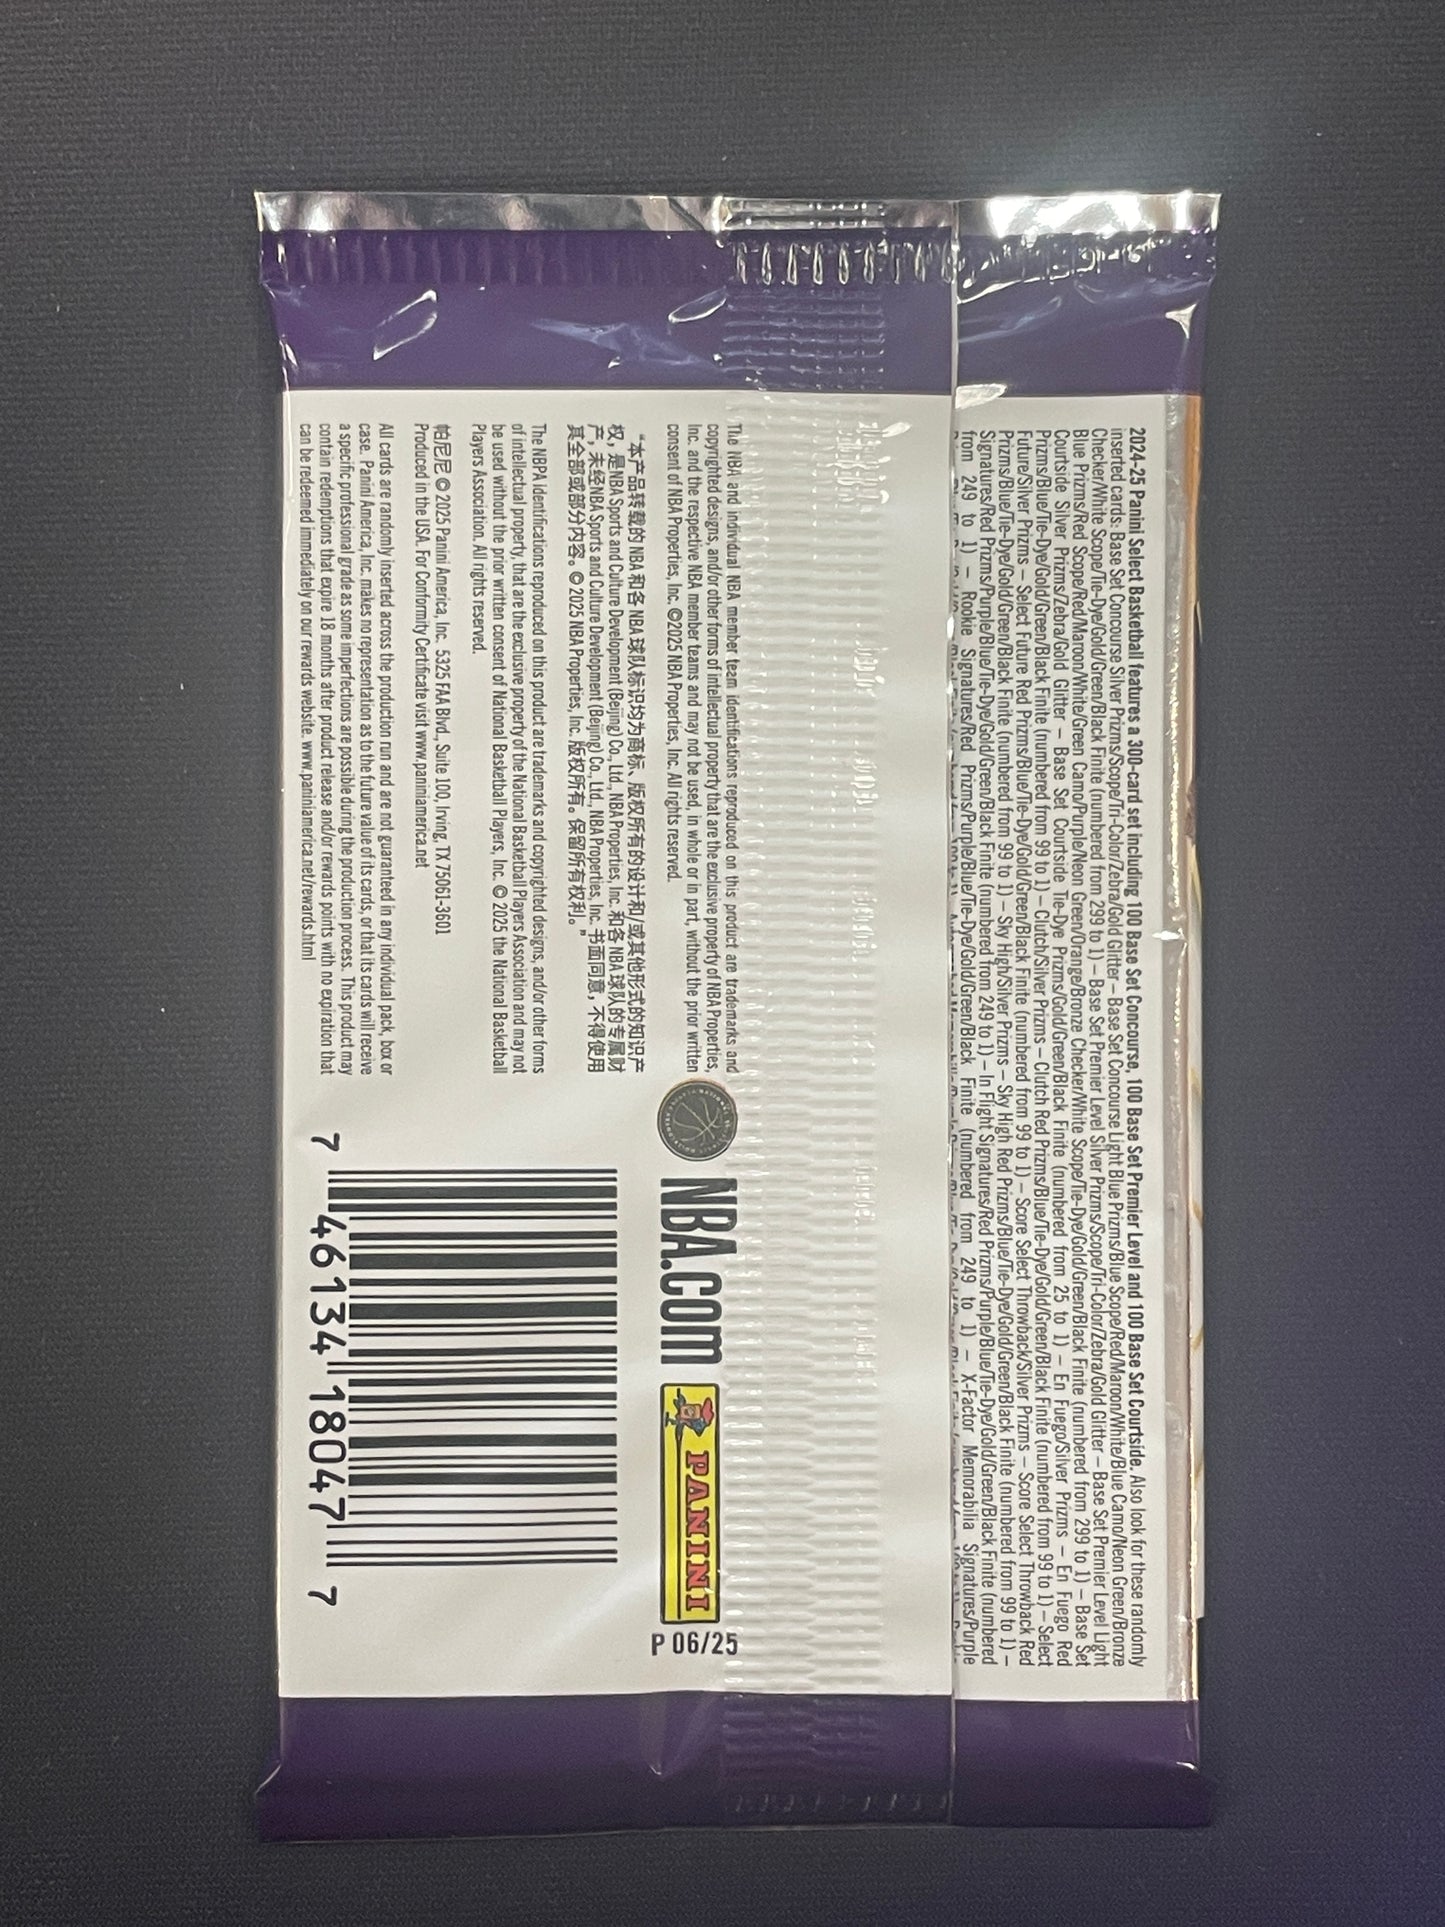 2024-25 Panini Select Basketball features a 300-card set including 100 Base Set Concourse, 100 Base Set Premier Level and 100 Base Set Courtside. Also look for these randomly
inserted cards: Base Set Concourse Silver Prizms/Scope/Tri-Color/Zebra/Gold Glitter – Base Set Concourse Light Blue Prizms/Blue Scope/Red/Maroon/White/Blue Camo/Neon Green/Bronze
Checker/White Scope/Tie-Dye/Gold/Green/Black Finite (numbered from 299 to 1) – Base Set Premier Level Silver Prizms/Scope/Tri-Color/Zebra/Gold Glitter – Base Set Premier Level Light
Blue Prizms/Red Scope/Red/Maroon/White/Green Camo/Purple/Neon Green/Orange/Bronze Checker/White Scope/Tie-Dye/Gold/Green/Black Finite (numbered from 299 to 1) – Base Set
Courtside Silver Prizms/Zebra/Gold Glitter – Base Set Courtside Tie-Dye Prizms/Gold/Green/Black Finite (numbered from 25 to 1) – En Fuego/Silver Prizms – En Fuego Red
Prizms/Blue/Tie-Dye/Gold/Green/Black Finite (numbered from 99 to 1) – Clutch/Silver Prizms – Clutch Red Prizms/Blue/Tie-Dye/Gold/Green/Black Finite (numbered from 99 to 1) – Select
Future/Silver Prizms – Select Future Red Prizms/Blue/Tie-Dye/Gold/Green/Black Finite (numbered from 99 to 1) – Score Select Throwback/Silver Prizms – Score Select Throwback Red
Prizms/Blue/Tie-Dye/Gold/Green/Black Finite (numbered from 99 to 1) – Sky High/Silver Prizms – Sky High Red Prizms/Blue/Tie-Dye/Gold/Green/Black Finite (numbered from 99 to 1) –
Signatures/Red Prizms/Purple/Blue/Tie-Dye/Gold/Green/Black Finite (numbered from 249 to 1) – In Flight Signatures/Red Prizms/Purple/Blue/Tie-Dye/Gold/Green/Black Finite (numbered
from 249 to 1) – Rookie Signatures/Red Prizms/Purple/Blue/Tie-Dye/Gold/Green/Black Finite (numbered from 249 to 1) – X-Factor Memorabilia Signatures/Purple
The NBA and individual NBA member team identifications reproduced on this product are trademarks and
copyrighted designs, and/or other forms of intellectual property that are the exclusive property of NBA Properties,
Inc. and the respective NBA member teams and may not be used, in whole or in part, without the prior written
consent of NBA Properties, Inc. ©2025 NBA Properties, Inc. All rights reserved.
“本产品转载的 NBA 和各 NBA 球队标识均为商标、版权所有的设计和/或其他形式的知识产
权，是NBA Sports and Culture Development (Beijing) Co., Ltd., NBA Properties, Inc. 和各 NBA 球队的专属财
产，未经NBA Sports and Culture Development (Beijing) Co., Ltd., NBA Properties, Inc. 书面同意，不得使用
其全部或部分内容。© 2025 NBA Properties, Inc. 版权所有。保留所有权利。”
The NBPA identifications reproduced on this product are trademarks and copyrighted designs, and/or other forms
of intellectual property, that are the exclusive property of the National Basketball Players Association and may not
be used without the prior written consent of National Basketball Players, Inc. © 2025 the National Basketball
Players Association. All rights reserved.
帕尼尼 © 2025 Panini America, Inc. 5325 FAA Blvd., Suite 100, Irving, TX 75061-3601
Produced in the USA. For Conformity Certificate visit www.paniniamerica.net
All cards are randomly inserted across the production run and are not guaranteed in any individual pack, box or
case. Panini America, Inc. makes no representation as to the future value of its cards, or that its cards will receive
a specific professional grade as some imperfections are possible during the production process. This product may
contain redemptions that expire 18 months after product release and/or rewards points with no expiration that
can be redeemed immediately on our rewards website. www.paniniamerica.net/rewards.html
NBA.com
PANINI
P 06/25
7 46134 18047 7